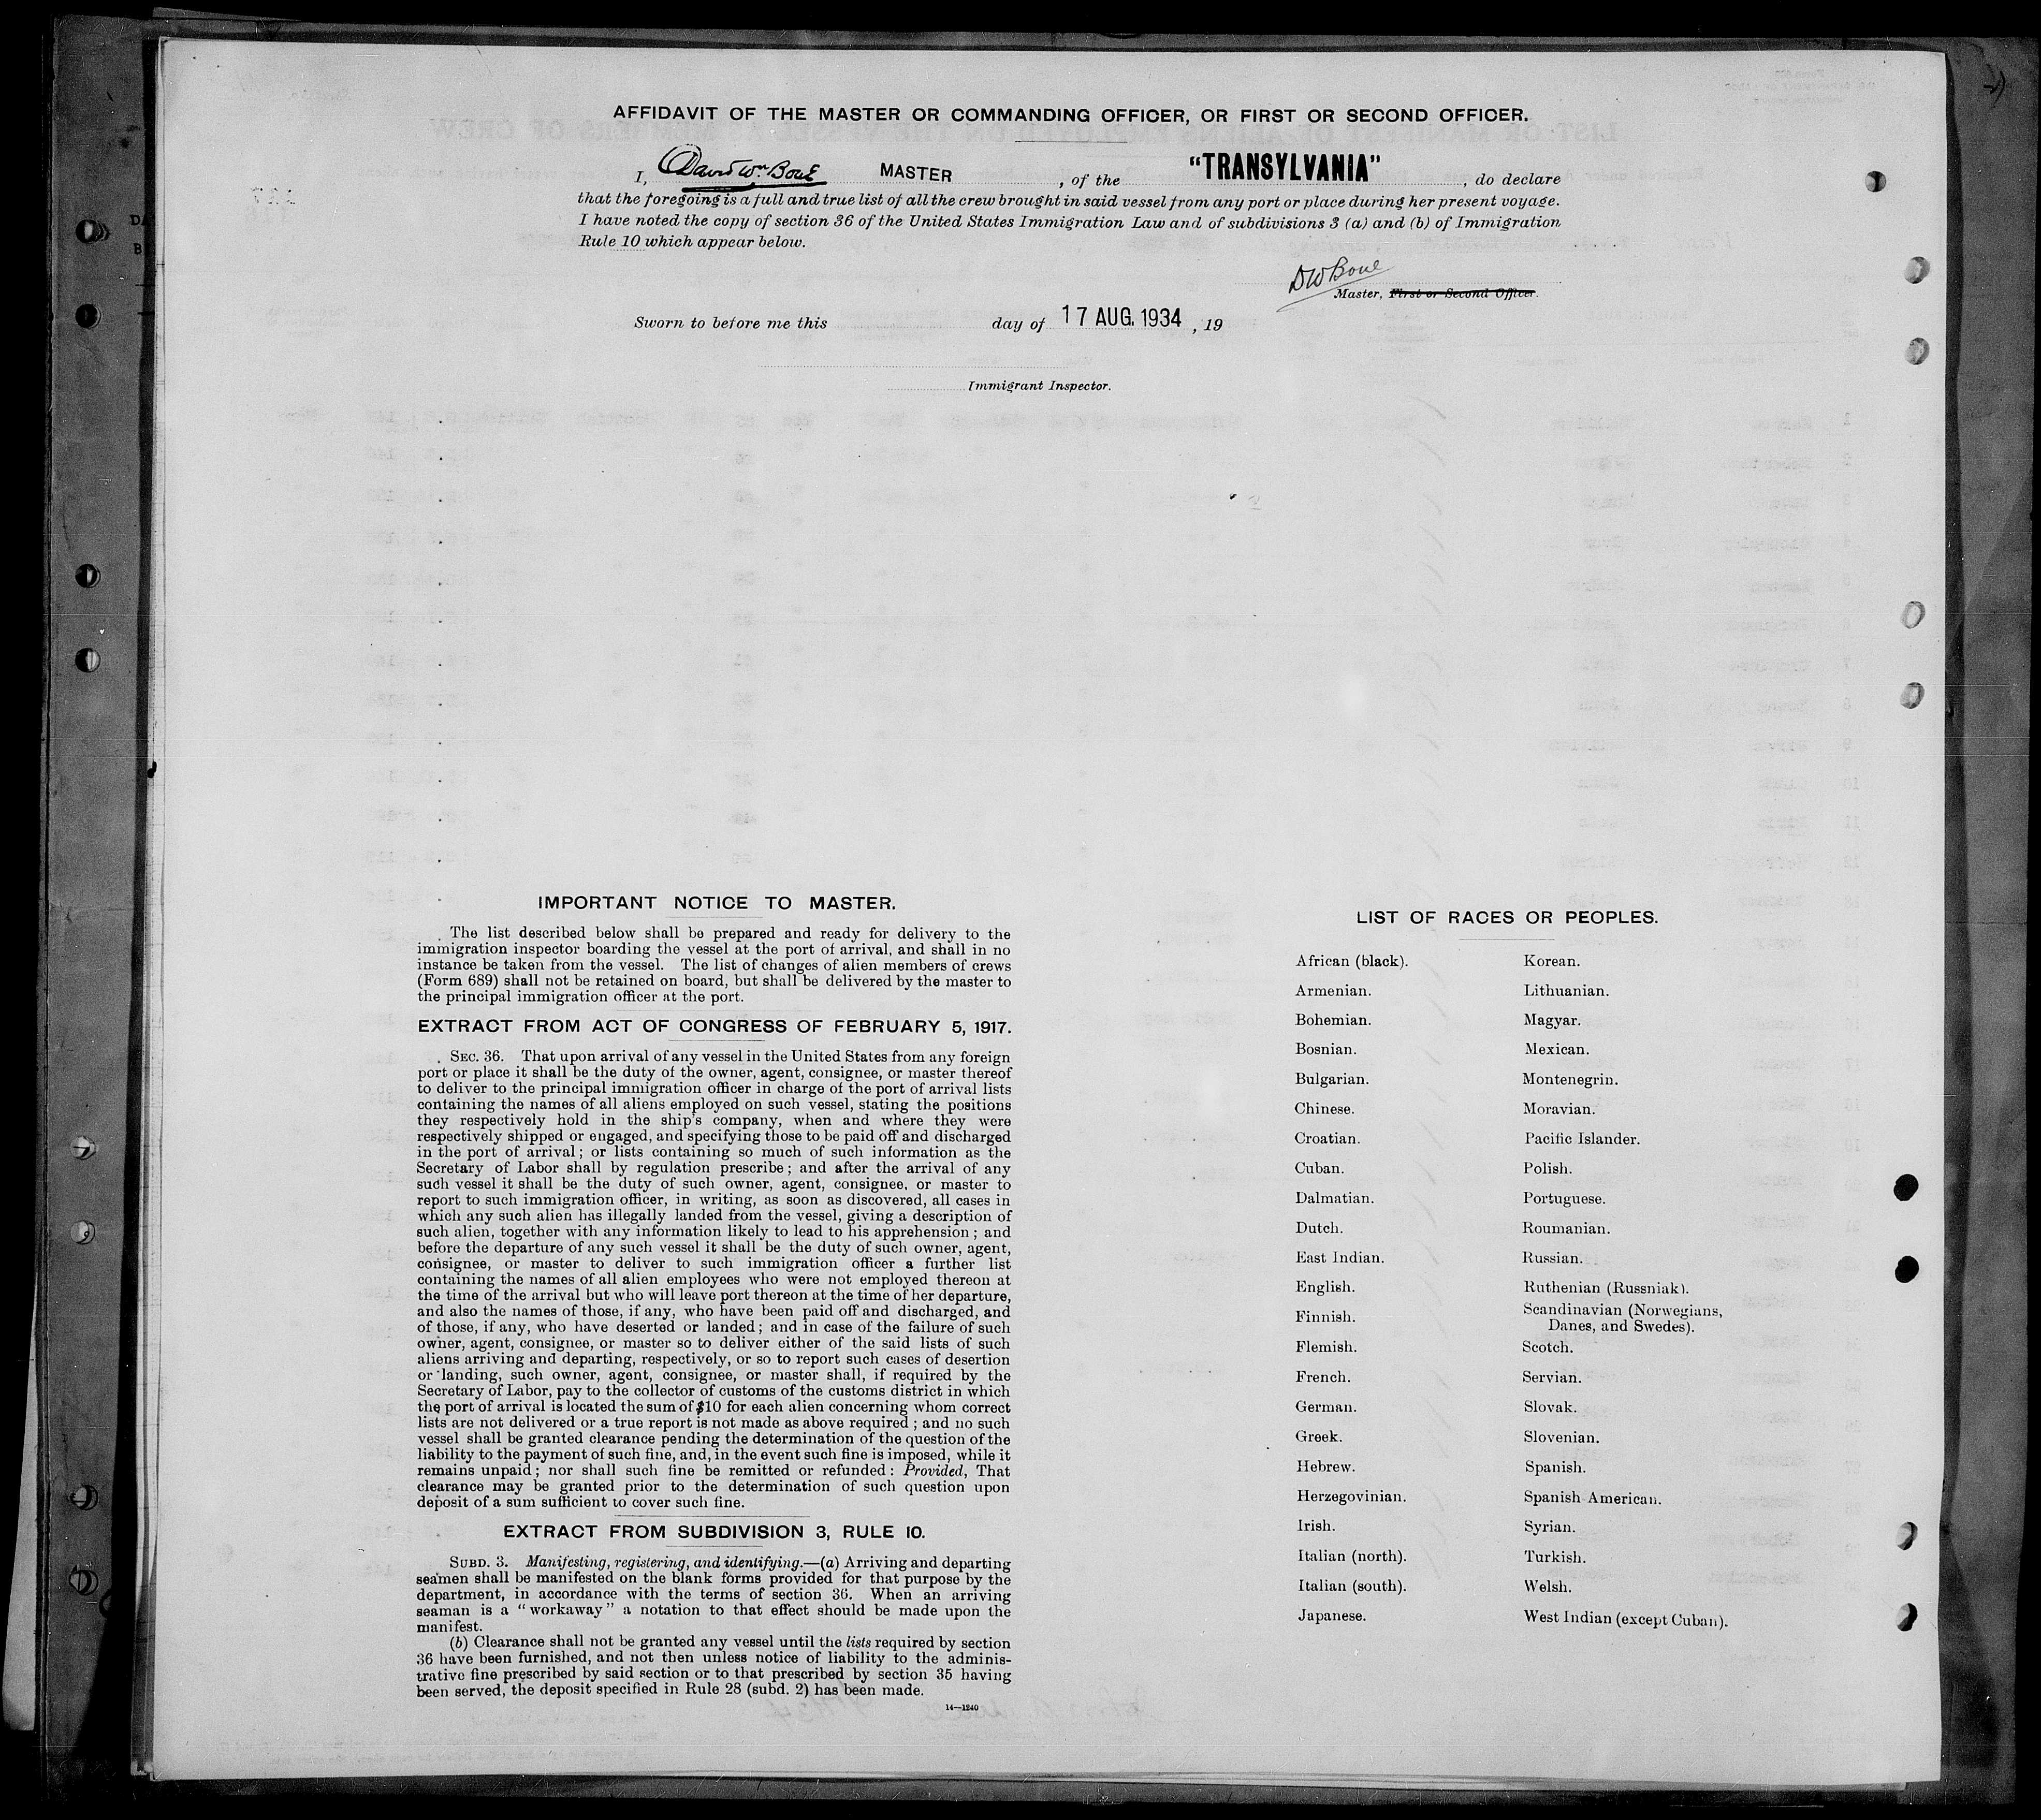 AFFIDAVIT OF THE MASTER OR COMMANDING OFFICER, OR FIRST OR SECOND OFFICER.
I, David Wm Bone MASTER, of the "TRANSYLVANIA", do declare
that the foregoing is a full and true list of all the crew brought in said vessel from any port or place during her present voyage.
I have noted the copy of section 36 of the United States Immigration Law and of subdivisions 3 (a) and (b) of Immigration
Rule 10 which appear below.
DW Bone
Master, First or Second Officer.
Sworn to before me this day of 17 AUG. 1934, 19
Immigrant Inspector.
IMPORTANT NOTICE TO MASTER.
The list described below shall be prepared and ready for delivery to the
immigration inspector boarding the vessel at the port of arrival, and shall in no
instance be taken from the vessel. The list of changes of alien members of crews
(Form 689) shall not be retained on board, but shall be delivered by the master to
the principal immigration officer at the port.
EXTRACT FROM ACT OF CONGRESS OF FEBRUARY 5, 1917.
SEC. 36. That upon arrival of any vessel in the United States from any foreign
port or place it shall be the duty of the owner, agent, consignee, or master thereof
to deliver to the principal immigration officer in charge of the port of arrival lists
containing the names of all aliens employed on such vessel, stating the positions
they respectively hold in the ship's company, when and where they were
respectively shipped or engaged, and specifying those to be paid off and discharged
in the port of arrival; or lists containing so much of such information as the
Secretary of Labor shall by regulation prescribe; and after the arrival of any
such vessel it shall be the duty of such owner, agent, consignee, or master to
report to such immigration officer, in writing, as soon as discovered, all cases in
which any such alien has illegally landed from the vessel, giving a description of
such alien, together with any information likely to lead to his apprehension; and
before the departure of any such vessel it shall be the duty of such owner, agent,
consignee, or master to deliver to such immigration officer a further list
containing the names of all alien employees who were not employed thereon at
the time of the arrival but who will leave port thereon at the time of her departure,
and also the names of those, if any, who have been paid off and discharged, and
of those, if any, who have deserted or landed; and in case of the failure of such
owner, agent, consignee, or master so to deliver either of the said lists of such
aliens arriving and departing, respectively, or so to report such cases of desertion
or landing, such owner, agent, consignee, or master shall, if required by the
Secretary of Labor, pay to the collector of customs of the customs district in which
the port of arrival is located the sum of $10 for each alien concerning whom correct
lists are not delivered or a true report is not made as above required; and no such
vessel shall be granted clearance pending the determination of the question of the
liability to the payment of such fine, and, in the event such fine is imposed, while it
remains unpaid; nor shall such fine be remitted or refunded: Provided, That
clearance may be granted prior to the determination of such question upon
deposit of a sum sufficient to cover such fine.
EXTRACT FROM SUBDIVISION 3, RULE 10.
SUBD. 3. Manifesting, registering, and identifying.—(a) Arriving and departing
seamen shall be manifested on the blank forms provided for that purpose by the
department, in accordance with the terms of section 36. When an arriving
seaman is a "workaway" a notation to that effect should be made upon the
manifest.
(b) Clearance shall not be granted any vessel until the lists required by section
36 have been furnished, and not then unless notice of liability to the adminis-
trative fine prescribed by said section or to that prescribed by section 35 having
been served, the deposit specified in Rule 28 (subd. 2) has been made.
14—1240
LIST OF RACES OR PEOPLES.
African (black).
Armenian.
Bohemian.
Bosnian.
Bulgarian.
Chinese.
Croatian.
Cuban.
Dalmatian.
Dutch.
East Indian.
English.
Finnish.
Flemish.
French.
German.
Greek.
Hebrew.
Herzegovinian.
Irish.
Italian (north).
Italian (south).
Japanese.
Korean.
Lithuanian.
Magyar.
Mexican.
Montenegrin.
Moravian.
Pacific Islander.
Polish.
Portuguese.
Roumanian.
Russian.
Ruthenian (Russniak).
Scandinavian (Norwegians,
Danes, and Swedes).
Scotch.
Servian.
Slovak.
Slovenian.
Spanish.
Spanish-American.
Syrian.
Turkish.
Welsh.
West Indian (except Cuban).